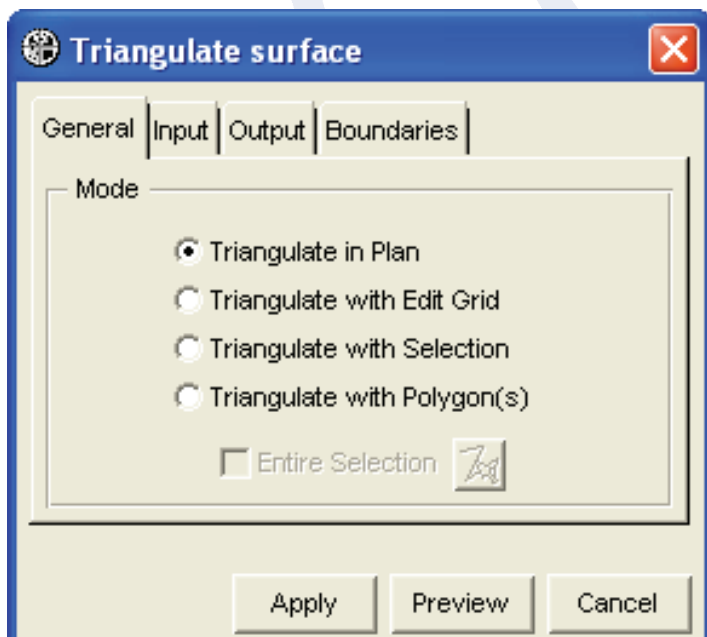 Triangulate surface
General Input Output Boundaries
Mode
Triangulate in Plan
Triangulate with Edit Grid
Triangulate with Selection
Triangulate with Polygon(s)
Entire Selection
Apply Preview Cancel